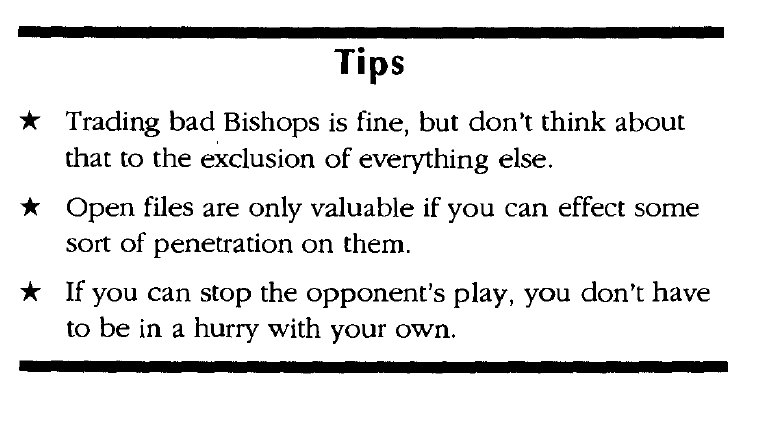 Tips
★ Trading bad Bishops is fine, but don't think about
that to the exclusion of everything else.
★ Open files are only valuable if you can effect some
sort of penetration on them.
★ If you can stop the opponent's play, you don't have
to be in a hurry with your own.